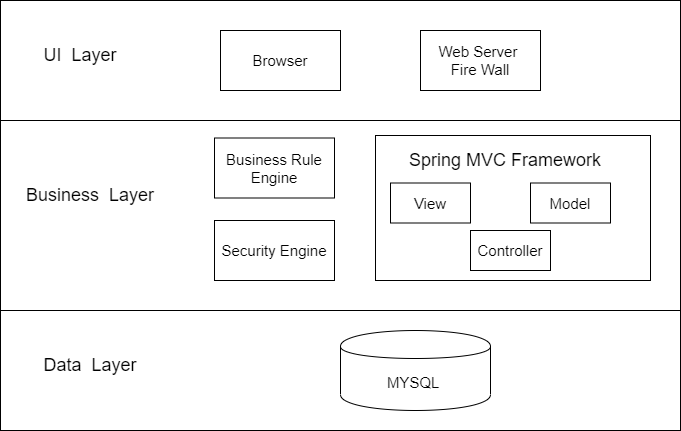 UI Layer
Browser
Web Server
Fire Wall
Business Layer
Business Rule
Engine
Security Engine
Spring MVC Framework
View
Model
Controller
Data Layer
MYSQL